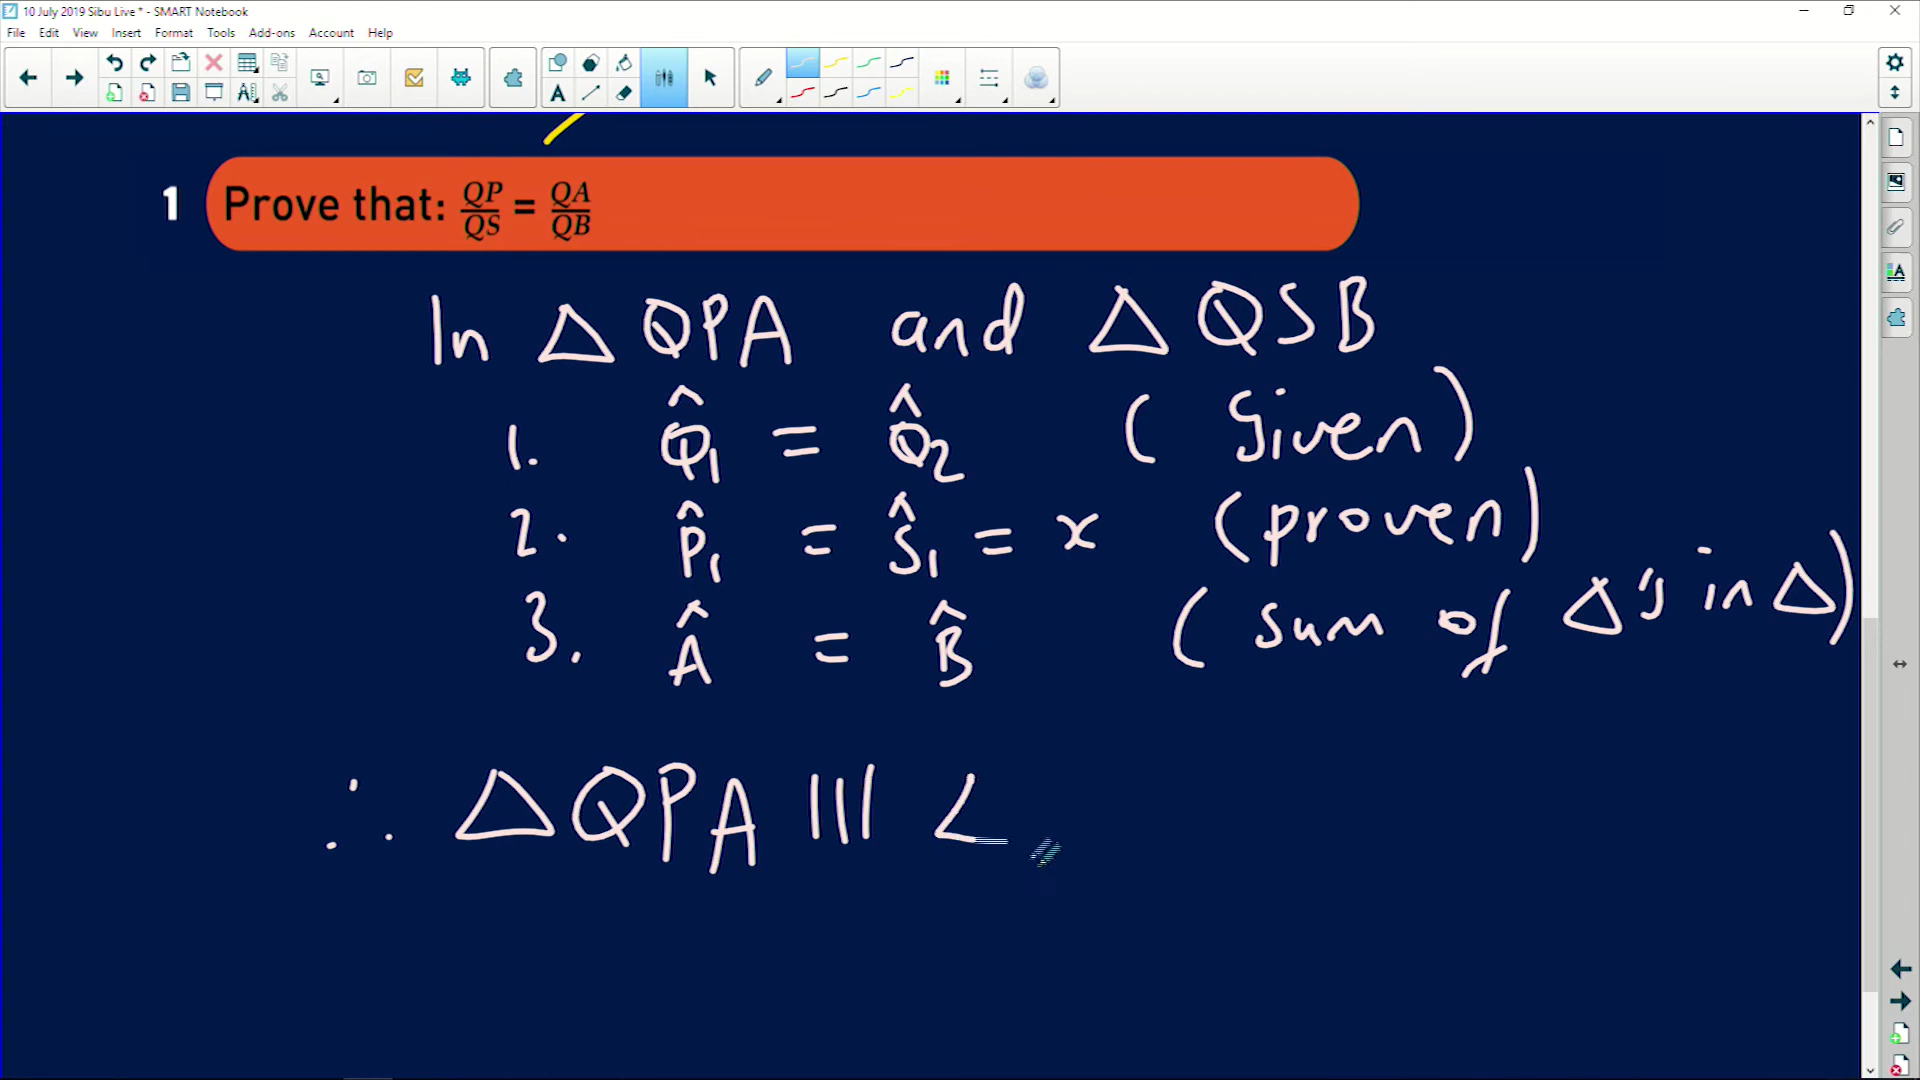 10 July 2019 Sibu Live * - SMART Notebook
File Edit View Insert Format Tools Add-ons Account Help
1 Prove that: QP/QS = QA/QB
In △ QPA and △ QSB
1. Q̂1 = Q̂2 (Given)
2. P̂1 = Ŝ1 = x (proven)
3. Â = B̂ (sum of △'s in △)
∴ △QPA ||| ∠